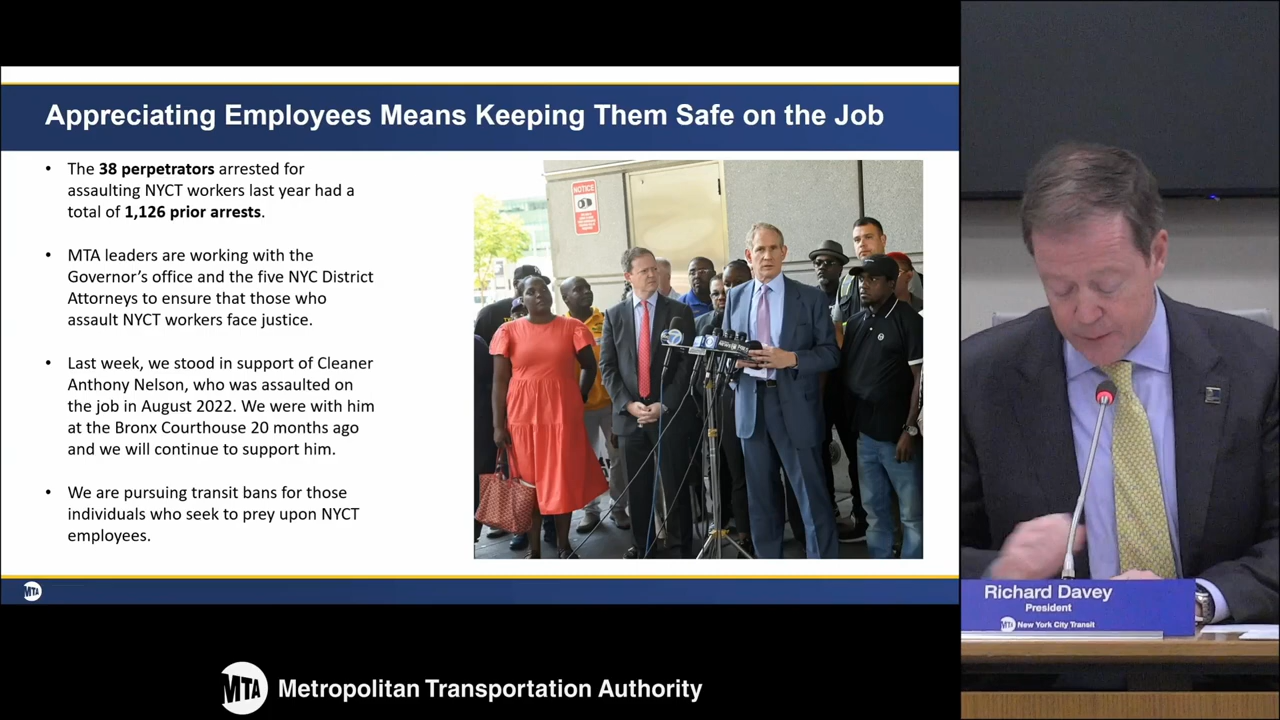 Appreciating Employees Means Keeping Them Safe on the Job
• The 38 perpetrators arrested for
assaulting NYCT workers last year had a
total of 1,126 prior arrests.
• MTA leaders are working with the
Governor's office and the five NYC District
Attorneys to ensure that those who
assault NYCT workers face justice.
• Last week, we stood in support of Cleaner
Anthony Nelson, who was assaulted on
the job in August 2022. We were with him
at the Bronx Courthouse 20 months ago
and we will continue to support him.
• We are pursuing transit bans for those
individuals who seek to prey upon NYCT
employees.
NOTICE
MTA
Richard Davey
President
MTA New York City Transit
MTA Metropolitan Transportation Authority